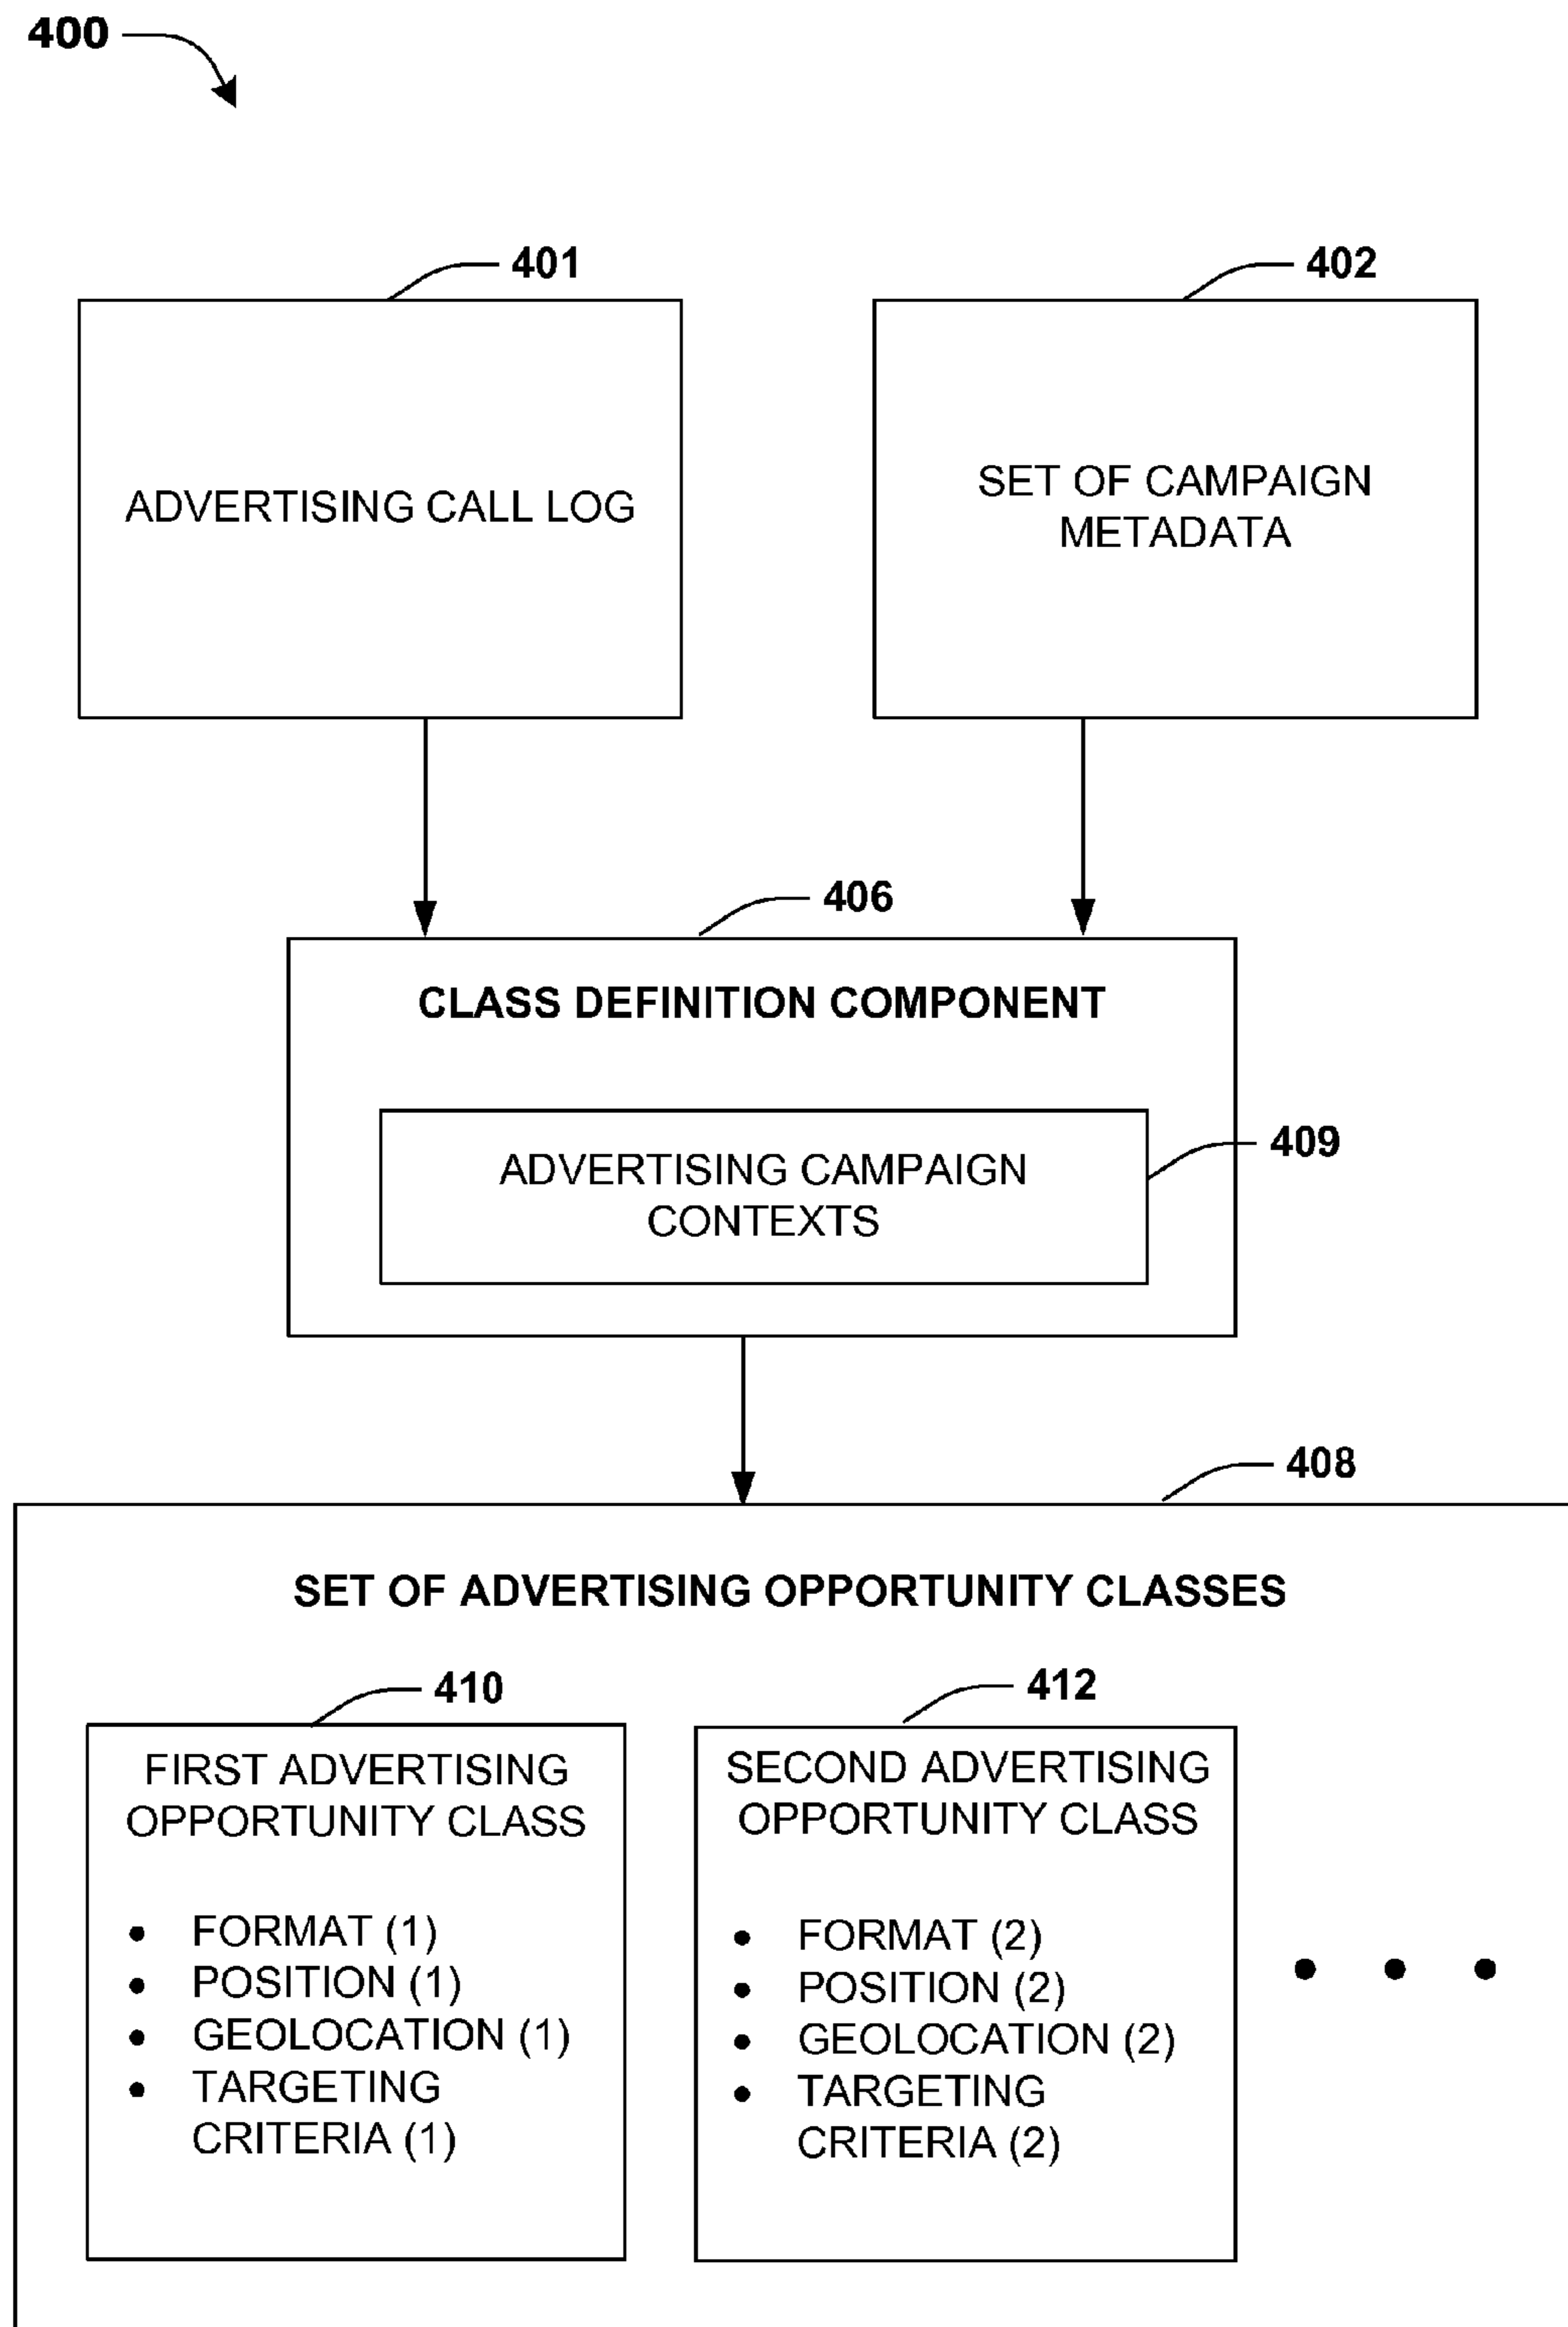 400
401
402
ADVERTISING CALL LOG
SET OF CAMPAIGN
METADATA
406
CLASS DEFINITION COMPONENT
409
ADVERTISING CAMPAIGN
CONTEXTS
408
SET OF ADVERTISING OPPORTUNITY CLASSES
410
FIRST ADVERTISING
OPPORTUNITY CLASS
• FORMAT (1)
• POSITION (1)
• GEOLOCATION (1)
• TARGETING
CRITERIA (1)
412
SECOND ADVERTISING
OPPORTUNITY CLASS
• FORMAT (2)
• POSITION (2)
• GEOLOCATION (2)
• TARGETING
CRITERIA (2)
• • •